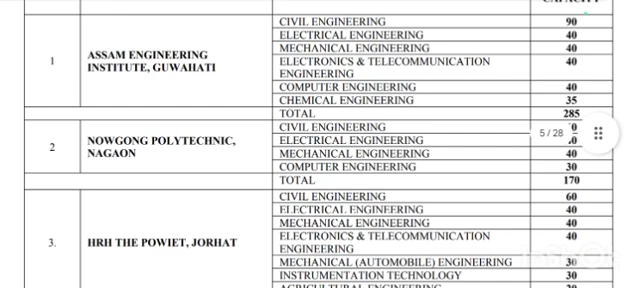 CIVIL ENGINEERING 90
ELECTRICAL ENGINEERING 40
MECHANICAL ENGINEERING 40
1 ASSAM ENGINEERING INSTITUTE, GUWAHATI
ELECTRONICS & TELECOMMUNICATION 40
ENGINEERING
COMPUTER ENGINEERING 40
CHEMICAL ENGINEERING 35
TOTAL 285
CIVIL ENGINEERING
5/28
2 NOWGONG POLYTECHNIC, NAGAON
ELECTRICAL ENGINEERING
MECHANICAL ENGINEERING 40
COMPUTER ENGINEERING 30
TOTAL 170
CIVIL ENGINEERING 60
ELECTRICAL ENGINEERING 40
MECHANICAL ENGINEERING 40
3. HRH THE POWIET, JORHAT
ELECTRONICS & TELECOMMUNICATION 40
ENGINEERING
MECHANICAL (AUTOMOBILE) ENGINEERING 30
INSTRUMENTATION TECHNOLOGY 30